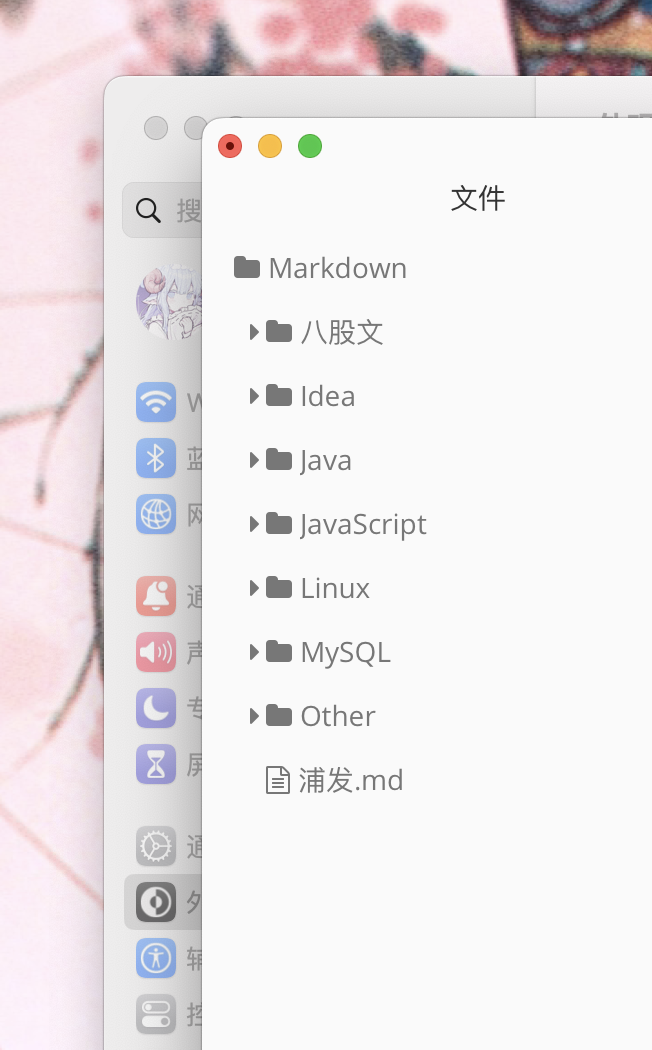 文件
Markdown
八股文
Idea
Java
JavaScript
Linux
MySQL
Other
浦发.md
搜
W
蓝
网
通
声
专
屏
通
外
辅
控